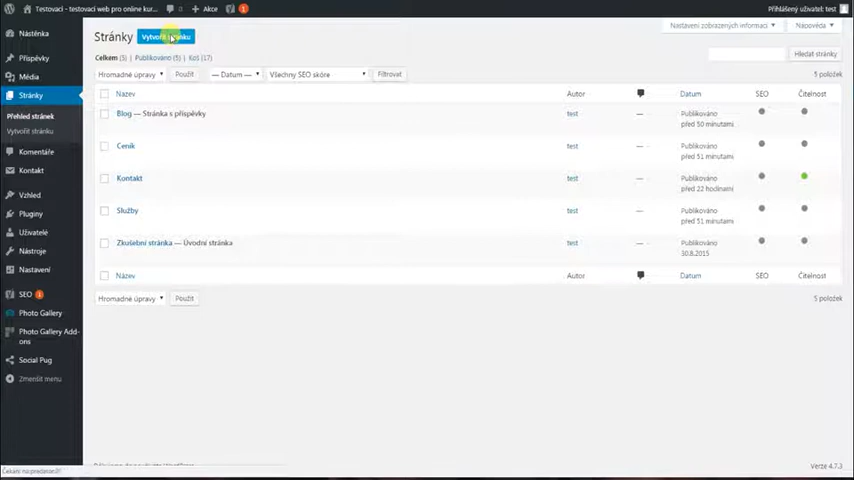 Testovací - testovací web pro online kur... 0 Akce 1 Přihlášený uživatel: test
Nastavení zobrazených informací Nápověda
Nástěnka
Příspěvky
Média
Stránky
Přehled stránek
Vytvořit stránku
Komentáře
Kontakt
Vzhled
Pluginy
Uživatelé
Nástroje
Nastavení
SEO 1
Photo Gallery
Photo Gallery Add-
ons
Social Pug
Zmenšit menu
Stránky Vytvořit stránku
Celkem (5) | Publikováno (5) | Koš (17)
Hledat stránky
Hromadné úpravy Použít — Datum — Všechny SEO skóre Filtrovat 5 položek
Název Autor Datum SEO Čitelnost
Blog — Stránka s příspěvky test — Publikováno
před 50 minutami
Ceník test — Publikováno
před 51 minutami
Kontakt test — Publikováno
před 22 hodinami
Služby test — Publikováno
před 51 minutami
Zkušební stránka — Úvodní stránka test — Publikováno
30.8.2015
Název Autor Datum SEO Čitelnost
Hromadné úpravy Použít 5 položek
Verze 4.7.3